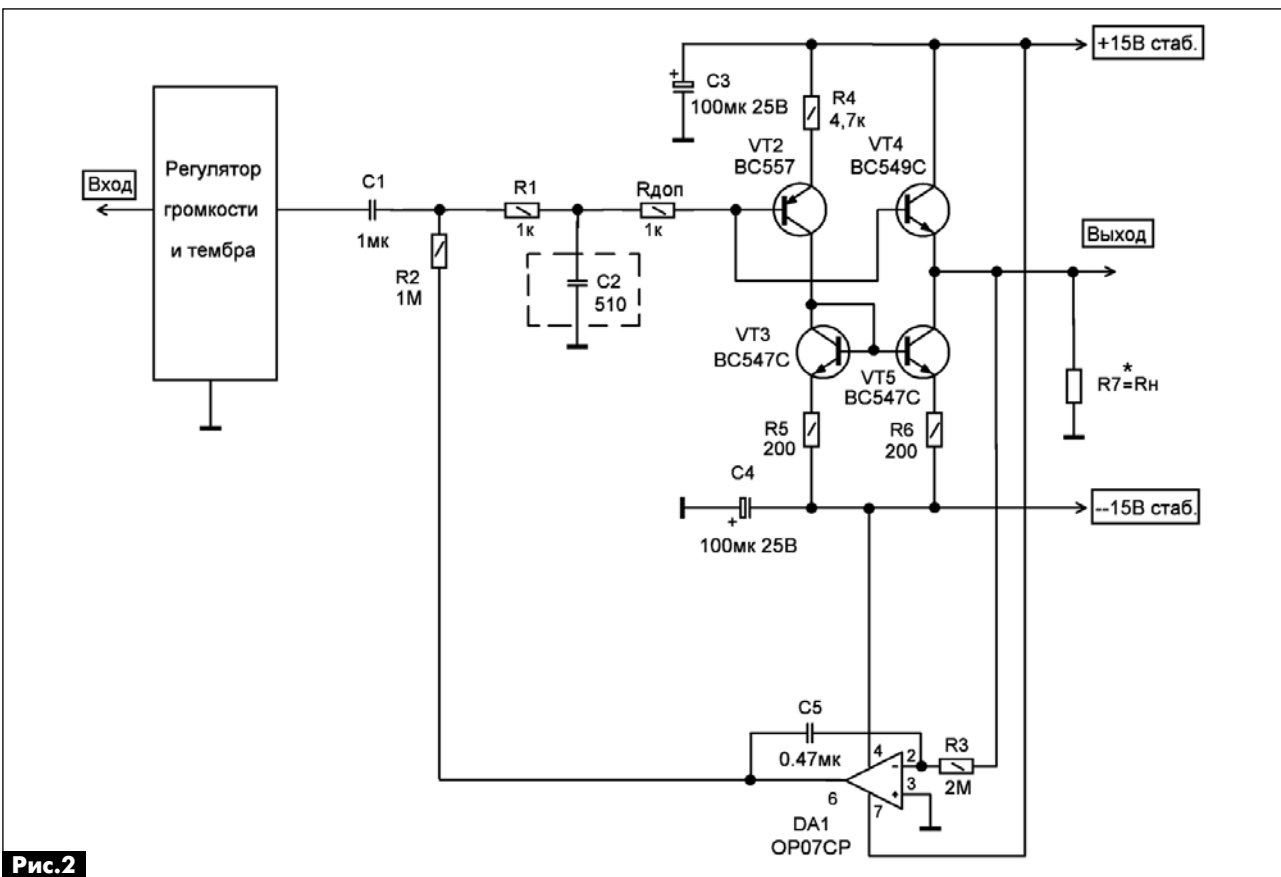 +15В стаб.
+
C3
100мк 25В
R4
4,7к
VT2
BC557
VT4
BC549C
Вход
Регулятор
громкости
и тембра
C1
1мк
R1
1к
Rдоп
1к
R2
1М
C2
510
Выход
VT3
BC547C
VT5
BC547C
*
R7=Rн
R5
200
R6
200
C4
+
100мк 25В
--15В стаб.
C5
0.47мк
4
2
-
R3
2М
3
+
6
7
DA1
OP07CP
Рис.2